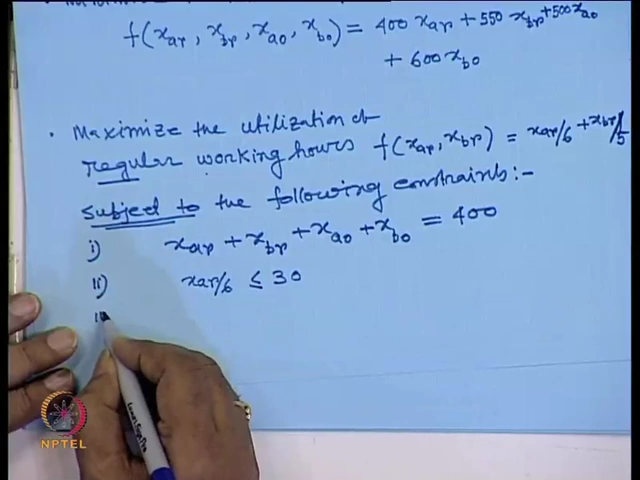 f(xar, xbr, xao, xbo) = 400 xar + 550 xbr + 500 xao
+ 600 xbo
• Maximize the utilization of
regular working hours f(xar, xbr) = xar/6 + xbr/5
Subject to the following constraints :-
i) xar + xbr + xao + xbo = 400
ii) xar/6 ≤ 30
NPTEL